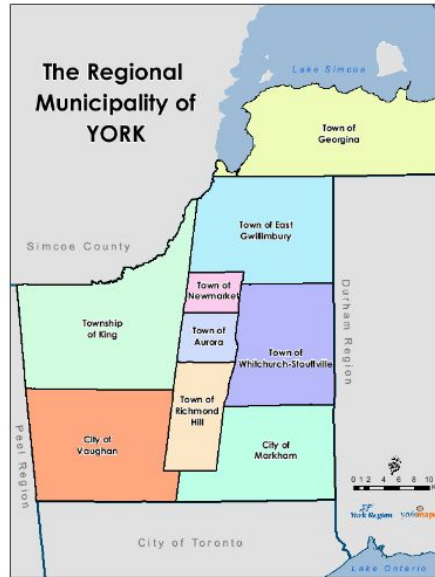 The Regional
Municipality of
YORK
Lake Simcoe
Town of
Georgina
Town of East
Gwillimbury
Simcoe County
Town of
Newmarket
Durham Region
Township
of King
Town of
Aurora
Town of
Whitchurch-Stouffville
Town of
Richmond
Hill
City of
Vaughan
City of
Markham
Peel Region
0 1 2 4 6 8 10
York Region
City of Toronto
Lake Ontario